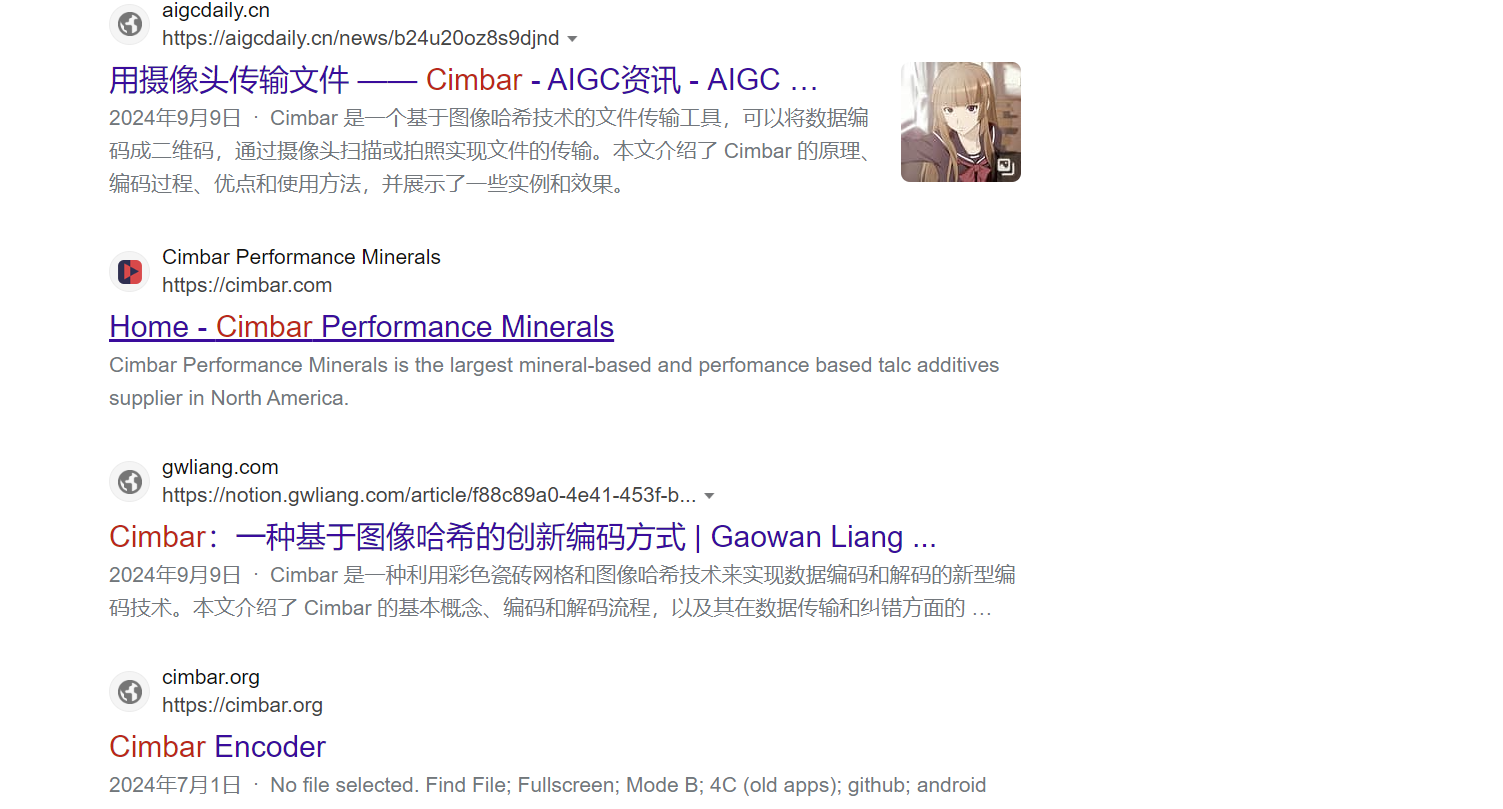 aigcdaily.cn
https://aigcdaily.cn/news/b24u20oz8s9djnd
用摄像头传输文件 —— Cimbar - AIGC资讯 - AIGC …
2024年9月9日 · Cimbar 是一个基于图像哈希技术的文件传输工具，可以将数据编
码成二维码，通过摄像头扫描或拍照实现文件的传输。本文介绍了 Cimbar 的原理、
编码过程、优点和使用方法，并展示了一些实例和效果。
Cimbar Performance Minerals
https://cimbar.com
Home - Cimbar Performance Minerals
Cimbar Performance Minerals is the largest mineral-based and perfomance based talc additives
supplier in North America.
gwliang.com
https://notion.gwliang.com/article/f88c89a0-4e41-453f-b...
Cimbar：一种基于图像哈希的创新编码方式 | Gaowan Liang ...
2024年9月9日 · Cimbar 是一种利用彩色瓷砖网格和图像哈希技术来实现数据编码和解码的新型编
码技术。本文介绍了 Cimbar 的基本概念、编码和解码流程，以及其在数据传输和纠错方面的 …
cimbar.org
https://cimbar.org
Cimbar Encoder
2024年7月1日 · No file selected. Find File; Fullscreen; Mode B; 4C (old apps); github; android